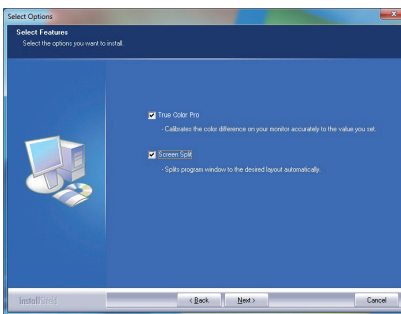 Select Options
Select Features
Select the options you want to install.
True Color Pro
- Calibrates the color difference on your monitor accurately to the value you set.
Screen Split
- Splits program window to the desired layout automatically.
InstallShield
< Back
Next >
Cancel